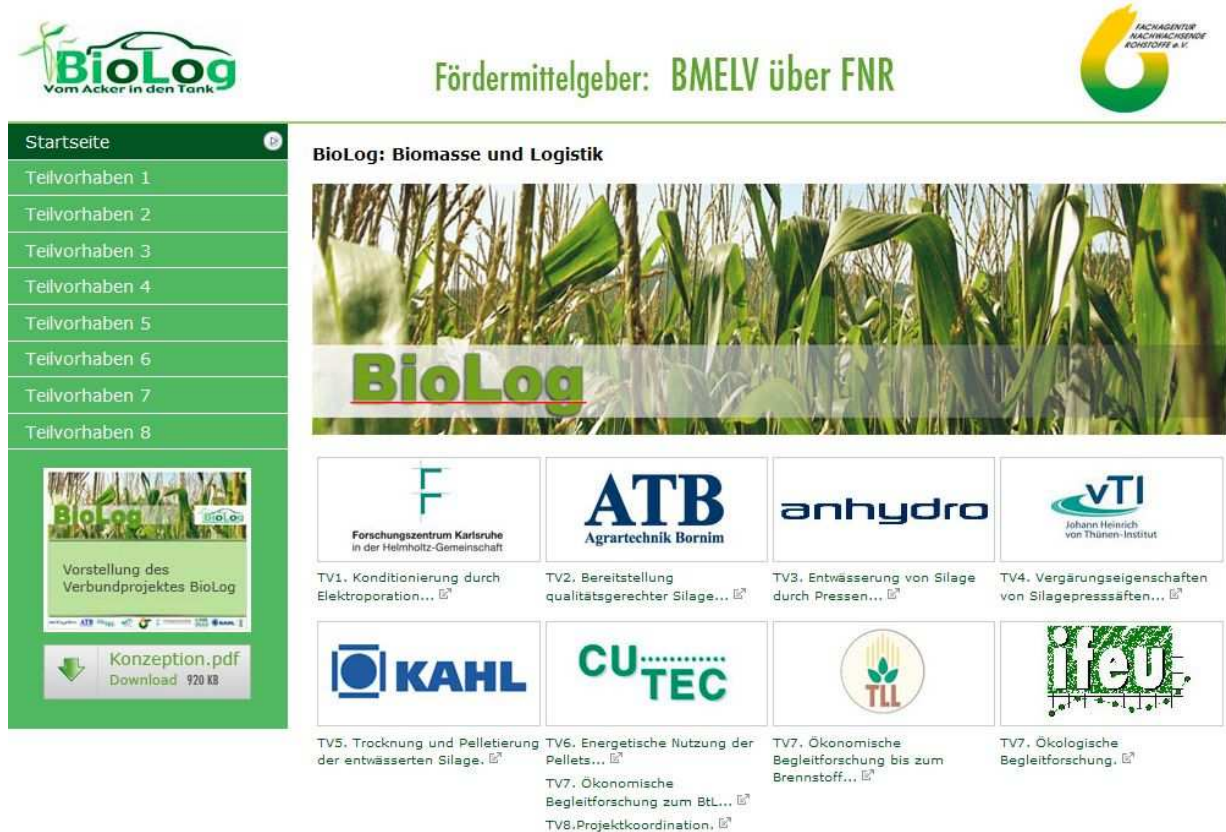 BioLog
Vom Acker in den Tank
Fördermittelgeber: BMELV über FNR
FACHAGENTUR
NACHWACHSENDE
ROHSTOFFE e. V.
Startseite
Teilvorhaben 1
Teilvorhaben 2
Teilvorhaben 3
Teilvorhaben 4
Teilvorhaben 5
Teilvorhaben 6
Teilvorhaben 7
Teilvorhaben 8
BioLog
BioLog
Vorstellung des
Verbundprojektes BioLog
ATB
KAHL
Konzeption.pdf
Download 920 KB
BioLog: Biomasse und Logistik
BioLog
Forschungszentrum Karlsruhe
in der Helmholtz-Gemeinschaft
TV1. Konditionierung durch
Elektroporation...
ATB
Agrartechnik Bornim
TV2. Bereitstellung
qualitätsgerechter Silage...
anhydro
TV3. Entwässerung von Silage
durch Pressen...
vTI
Johann Heinrich
von Thünen-Institut
TV4. Vergärungseigenschaften
von Silagepresssäften...
KAHL
TV5. Trocknung und Pelletierung
der entwässerten Silage.
CU
TEC
TV6. Energetische Nutzung der
Pellets...
TV7. Ökonomische
Begleitforschung zum BtL...
TV8.Projektkoordination.
TLL
TV7. Ökonomische
Begleitforschung bis zum
Brennstoff...
ifeu
TV7. Ökologische
Begleitforschung.